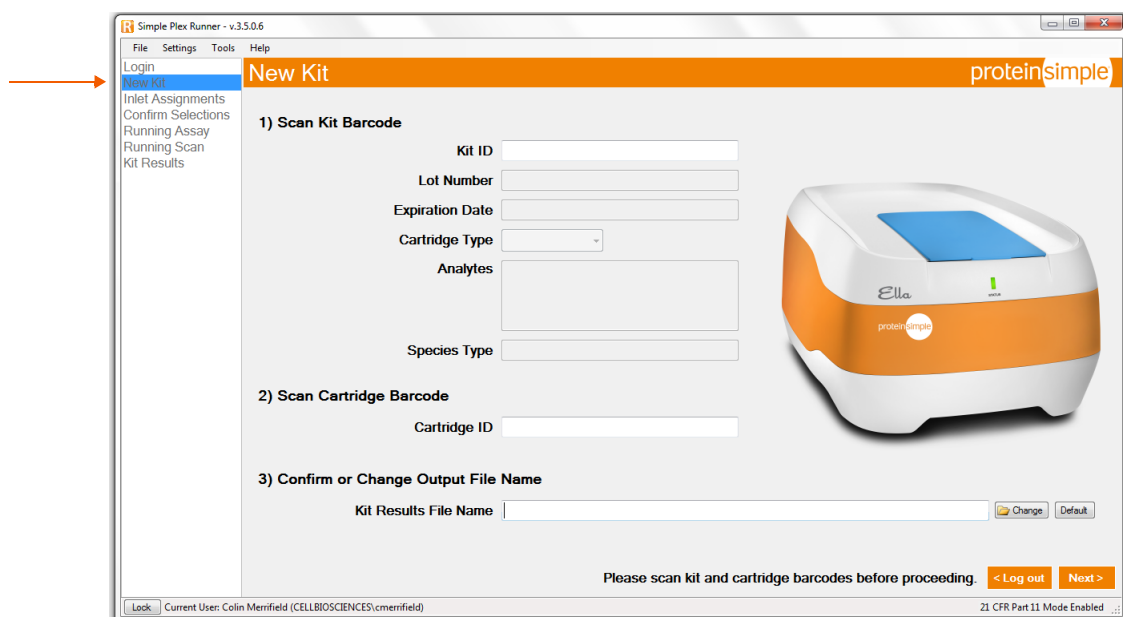 Simple Plex Runner - v.3.5.0.6
File Settings Tools Help
Login
New Kit
Inlet Assignments
Confirm Selections
Running Assay
Running Scan
Kit Results
New Kit
proteinsimple
1) Scan Kit Barcode
Kit ID
Lot Number
Expiration Date
Cartridge Type
Analytes
Species Type
Ella
STATUS
proteinsimple
2) Scan Cartridge Barcode
Cartridge ID
3) Confirm or Change Output File Name
Kit Results File Name
Change
Default
Please scan kit and cartridge barcodes before proceeding.
< Log out
Next >
Lock
Current User: Colin Merrifield (CELLBIOSCIENCES\cmerrifield)
21 CFR Part 11 Mode Enabled